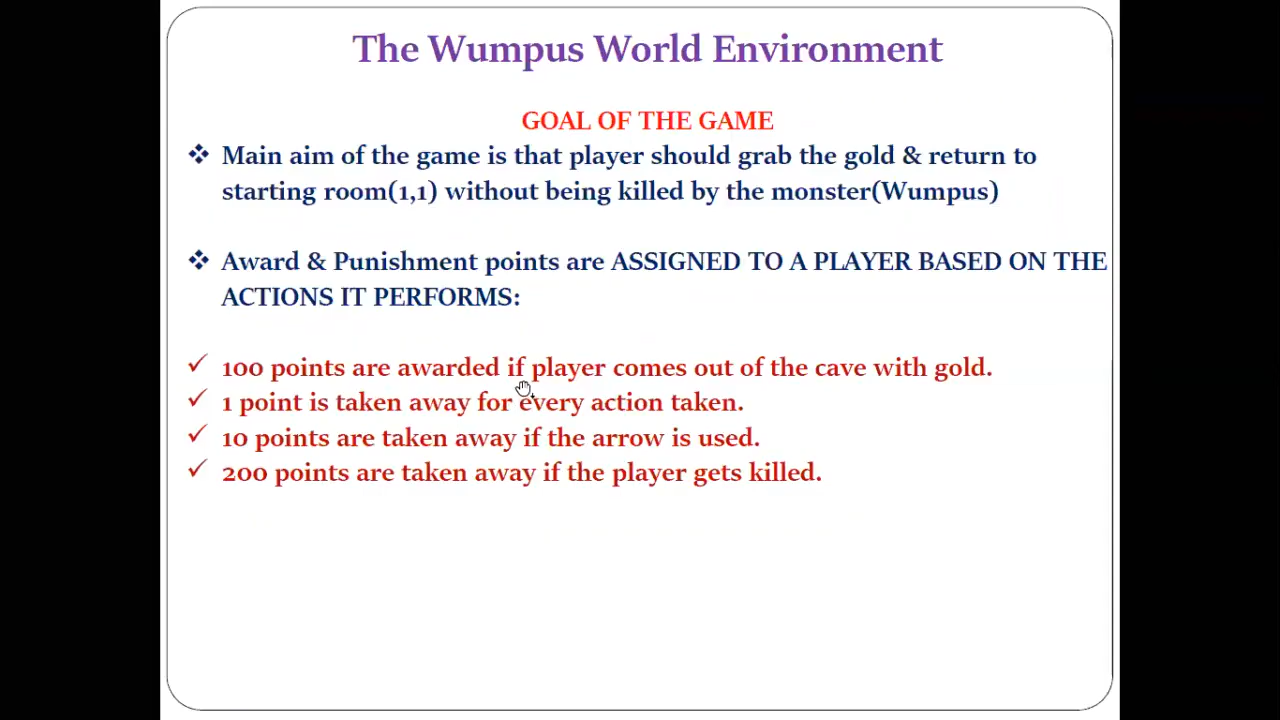 The Wumpus World Environment
GOAL OF THE GAME
❖ Main aim of the game is that player should grab the gold & return to
starting room(1,1) without being killed by the monster(Wumpus)
❖ Award & Punishment points are ASSIGNED TO A PLAYER BASED ON THE
ACTIONS IT PERFORMS:
✓ 100 points are awarded if player comes out of the cave with gold.
✓ 1 point is taken away for every action taken.
✓ 10 points are taken away if the arrow is used.
✓ 200 points are taken away if the player gets killed.